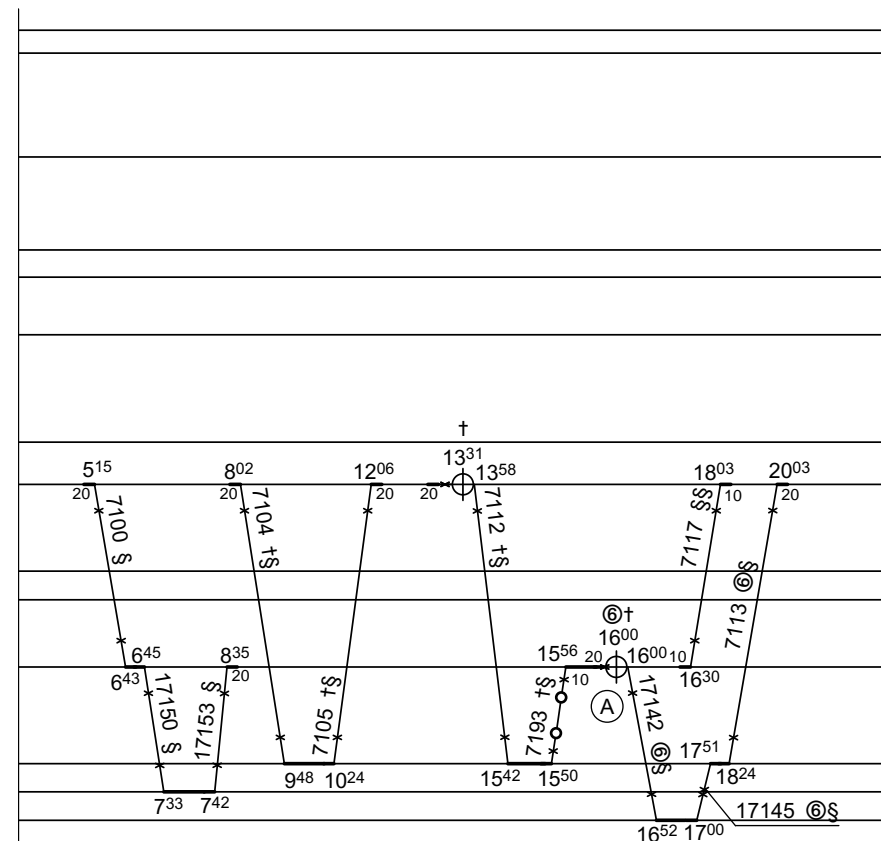 †
13³¹
5¹⁵ 8⁰² 12⁰⁶ 13⁵⁸ 18⁰³ 20⁰³
20 20 20 20 10 20
7100 § 7104 †§ 7112 †§ 7117 §§
7113 ⑥§
⑥†
16⁰⁰
6⁴⁵ 8³⁵ 15⁵⁶ 20 16⁰⁰ 10
6⁴³ 20 10 16³⁰
A
17150 § 17153 § 7105 †§ 7193 †§ 17142 ⑥§
17⁵¹
9⁴⁸ 10²⁴ 15⁴² 15⁵⁰ 18²⁴
7³³ 7⁴² 17145 ⑥§
16⁵² 17⁰⁰